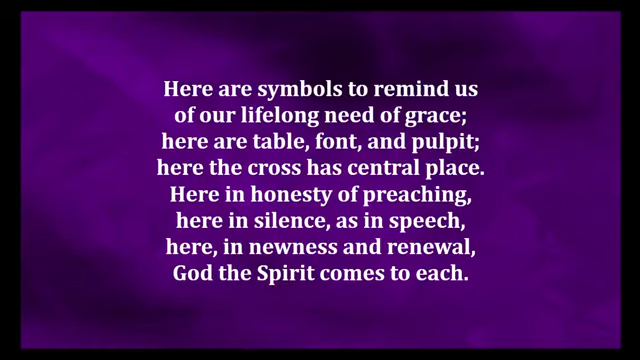 Here are symbols to remind us
of our lifelong need of grace;
here are table, font, and pulpit;
here the cross has central place.
Here in honesty of preaching,
here in silence, as in speech,
here, in newness and renewal,
God the Spirit comes to each.